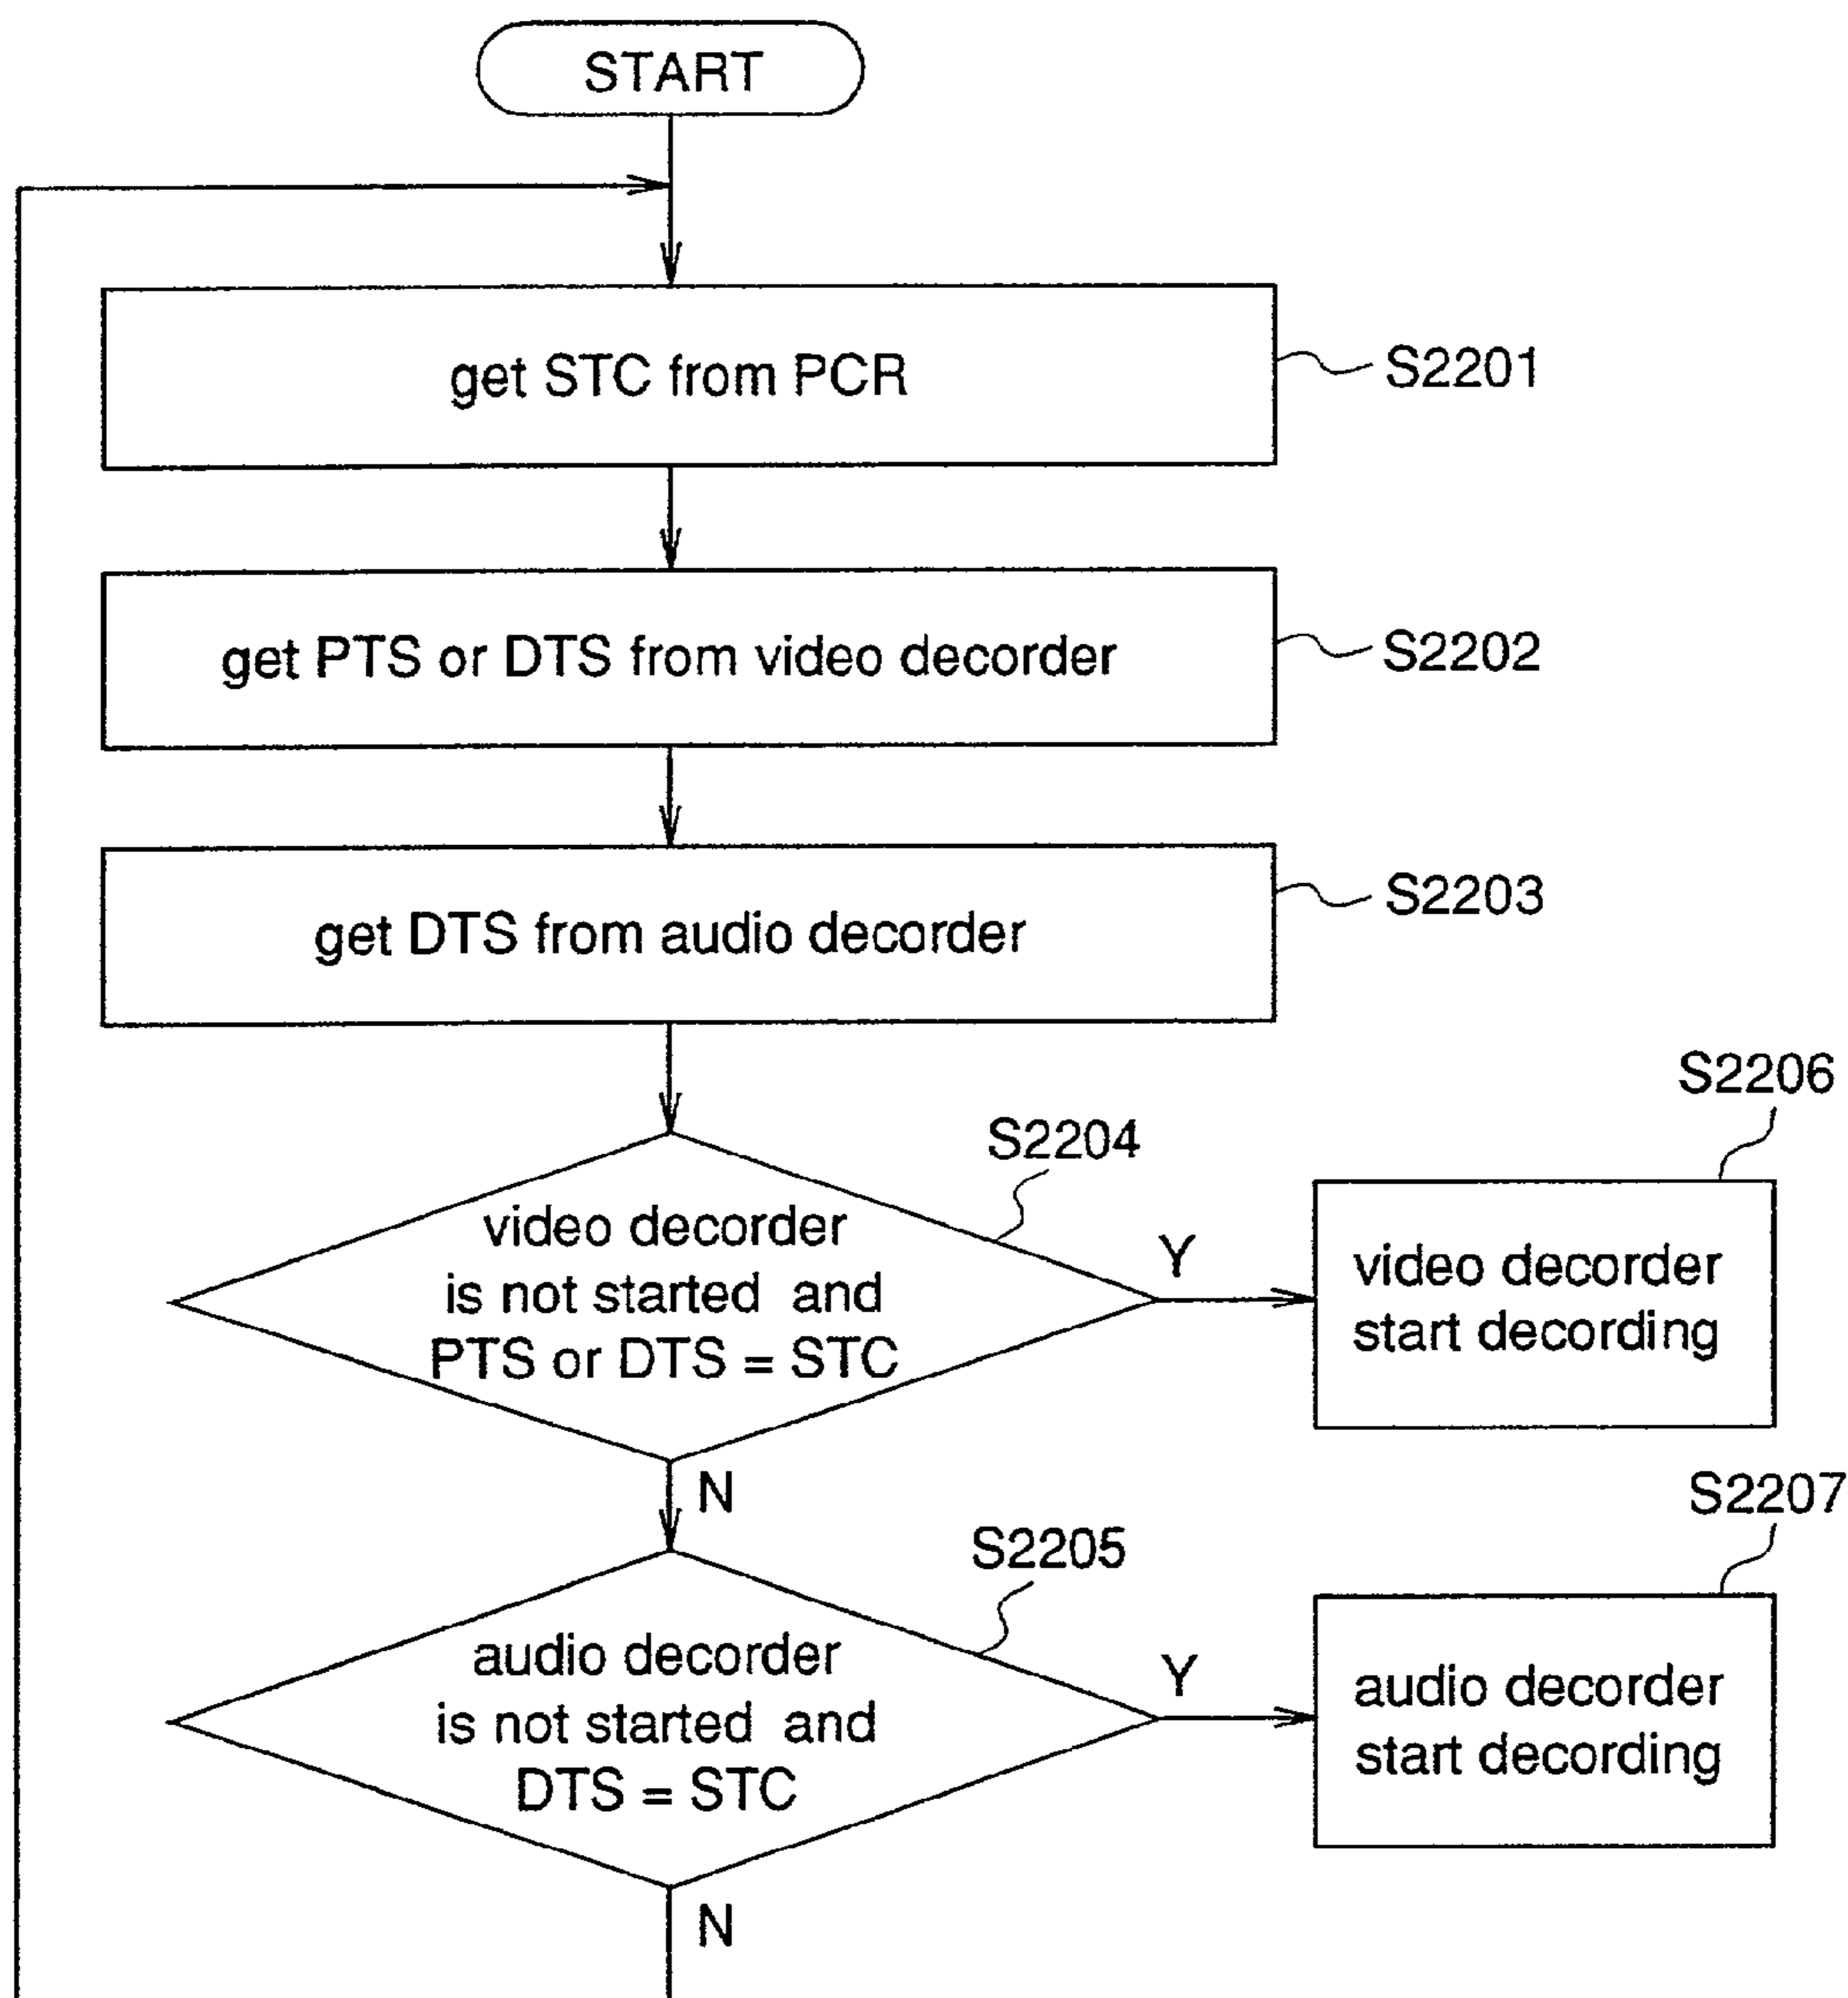 START
get STC from PCR
S2201
get PTS or DTS from video decorder
S2202
get DTS from audio decorder
S2203
S2204
video decorder
is not started and
PTS or DTS = STC
Y
N
S2206
video decorder
start decording
S2205
audio decorder
is not started and
DTS = STC
Y
N
S2207
audio decorder
start decording